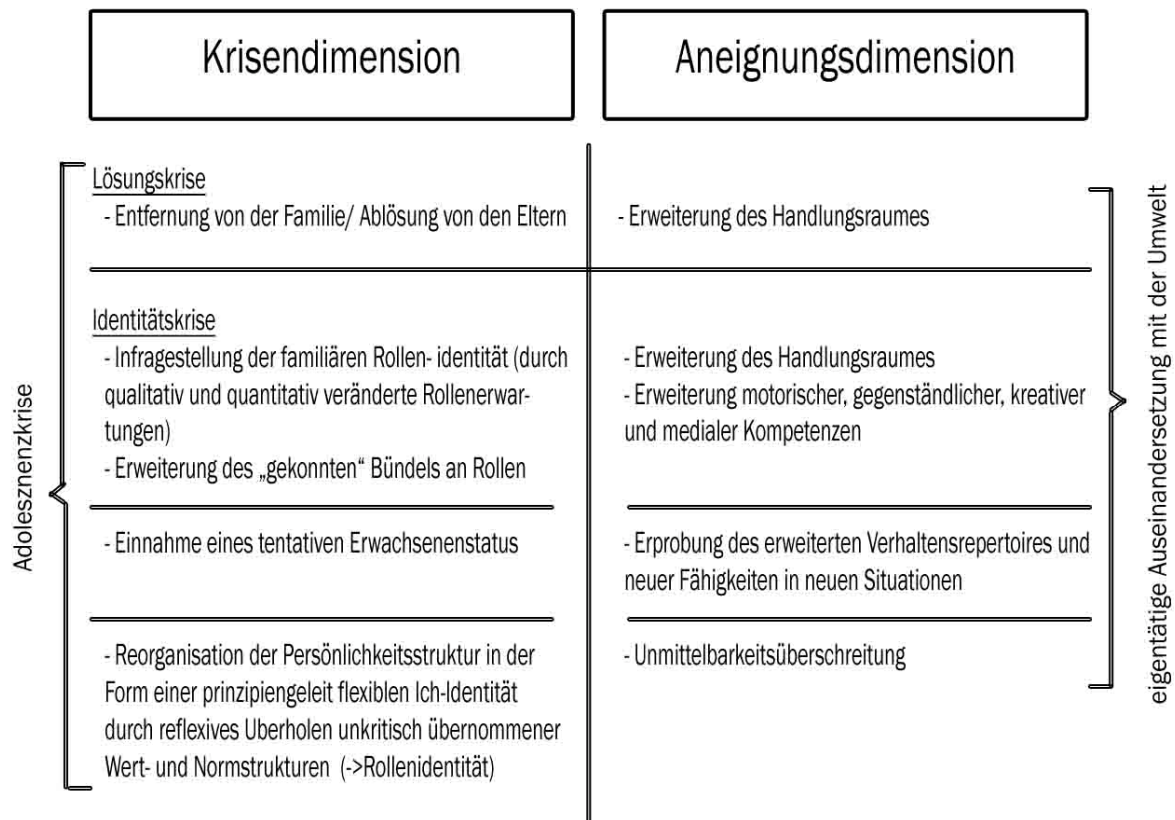 Krisendimension
Aneignungsdimension
Lösungskrise
- Entfernung von der Familie/ Ablösung von den Eltern
- Erweiterung des Handlungsraumes
Identitätskrise
- Infragestellung der familiären Rollen- identität (durch
qualitativ und quantitativ veränderte Rollenerwar-
tungen)
- Erweiterung des „gekonnten“ Bündels an Rollen
- Erweiterung des Handlungsraumes
- Erweiterung motorischer, gegenständlicher, kreativer
und medialer Kompetenzen
- Einnahme eines tentativen Erwachsenenstatus
- Erprobung des erweiterten Verhaltensrepertoires und
neuer Fähigkeiten in neuen Situationen
- Reorganisation der Persönlichkeitsstruktur in der
Form einer prinzipiengeleit flexiblen Ich-Identität
durch reflexives Uberholen unkritisch übernommener
Wert- und Normstrukturen (->Rollenidentität)
- Unmittelbarkeitsüberschreitung
Adolesznenzkrise
eigentätige Auseinandersetzung mit der Umwelt